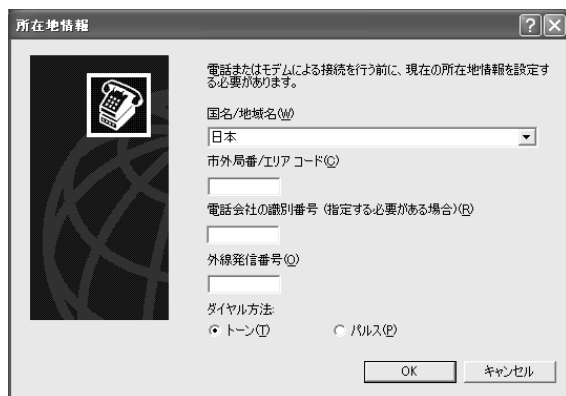 所在地情報
電話またはモデムによる接続を行う前に、現在の所在地情報を設定す
る必要があります。
国名/地域名(W)
日本
市外局番/エリア コード(C)
電話会社の識別番号 (指定する必要がある場合)(R)
外線発信番号(O)
ダイヤル方法:
トーン(T) パルス(P)
OK キャンセル